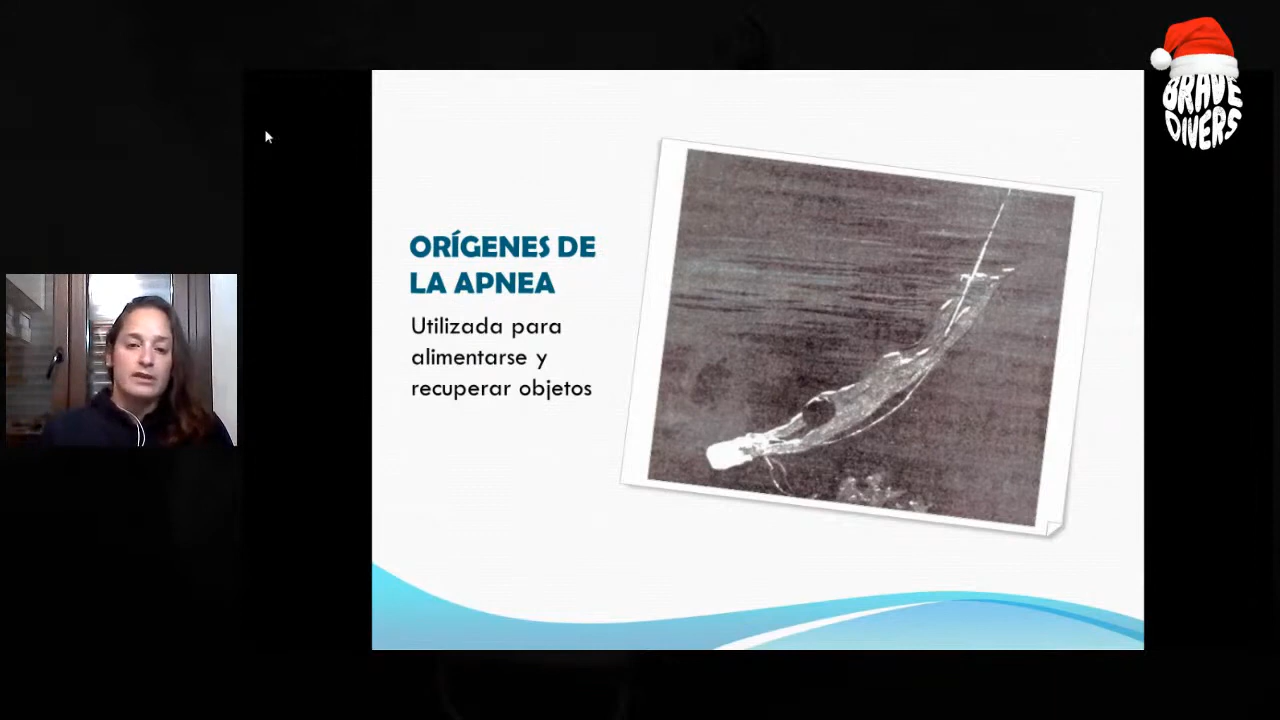 BRAVE
DIVERS
ORÍGENES DE
LA APNEA
Utilizada para
alimentarse y
recuperar objetos